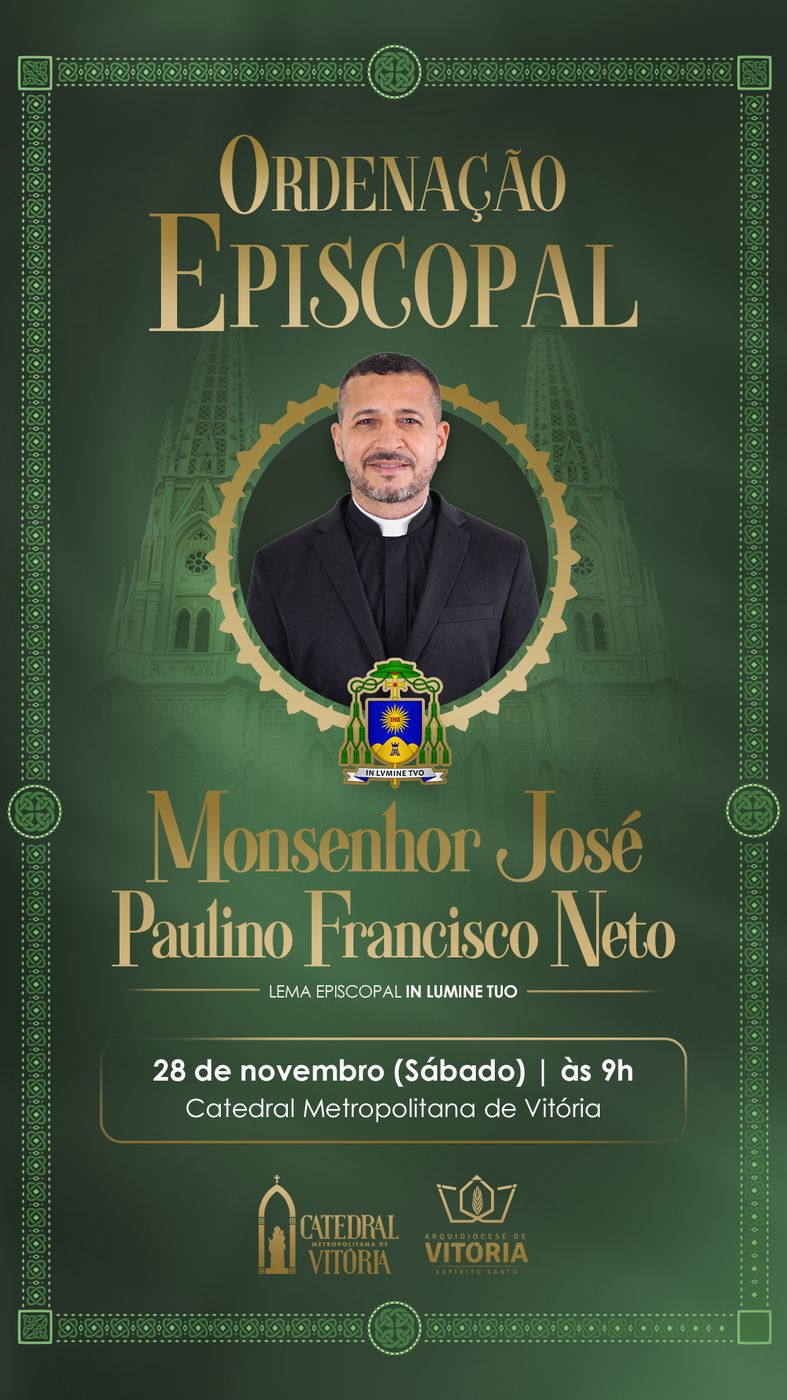 Ordenação
Episcopal
IHS
IN LVMINE TVO
Monsenhor José
Paulino Francisco Neto
LEMA EPISCOPAL IN LUMINE TUO
28 de novembro (Sábado) | às 9h
Catedral Metropolitana de Vitória
CATEDRAL
METROPOLITANA DE
VITÓRIA
ARQUIDIOCESE DE
VITÓRIA
ESPÍRITO SANTO